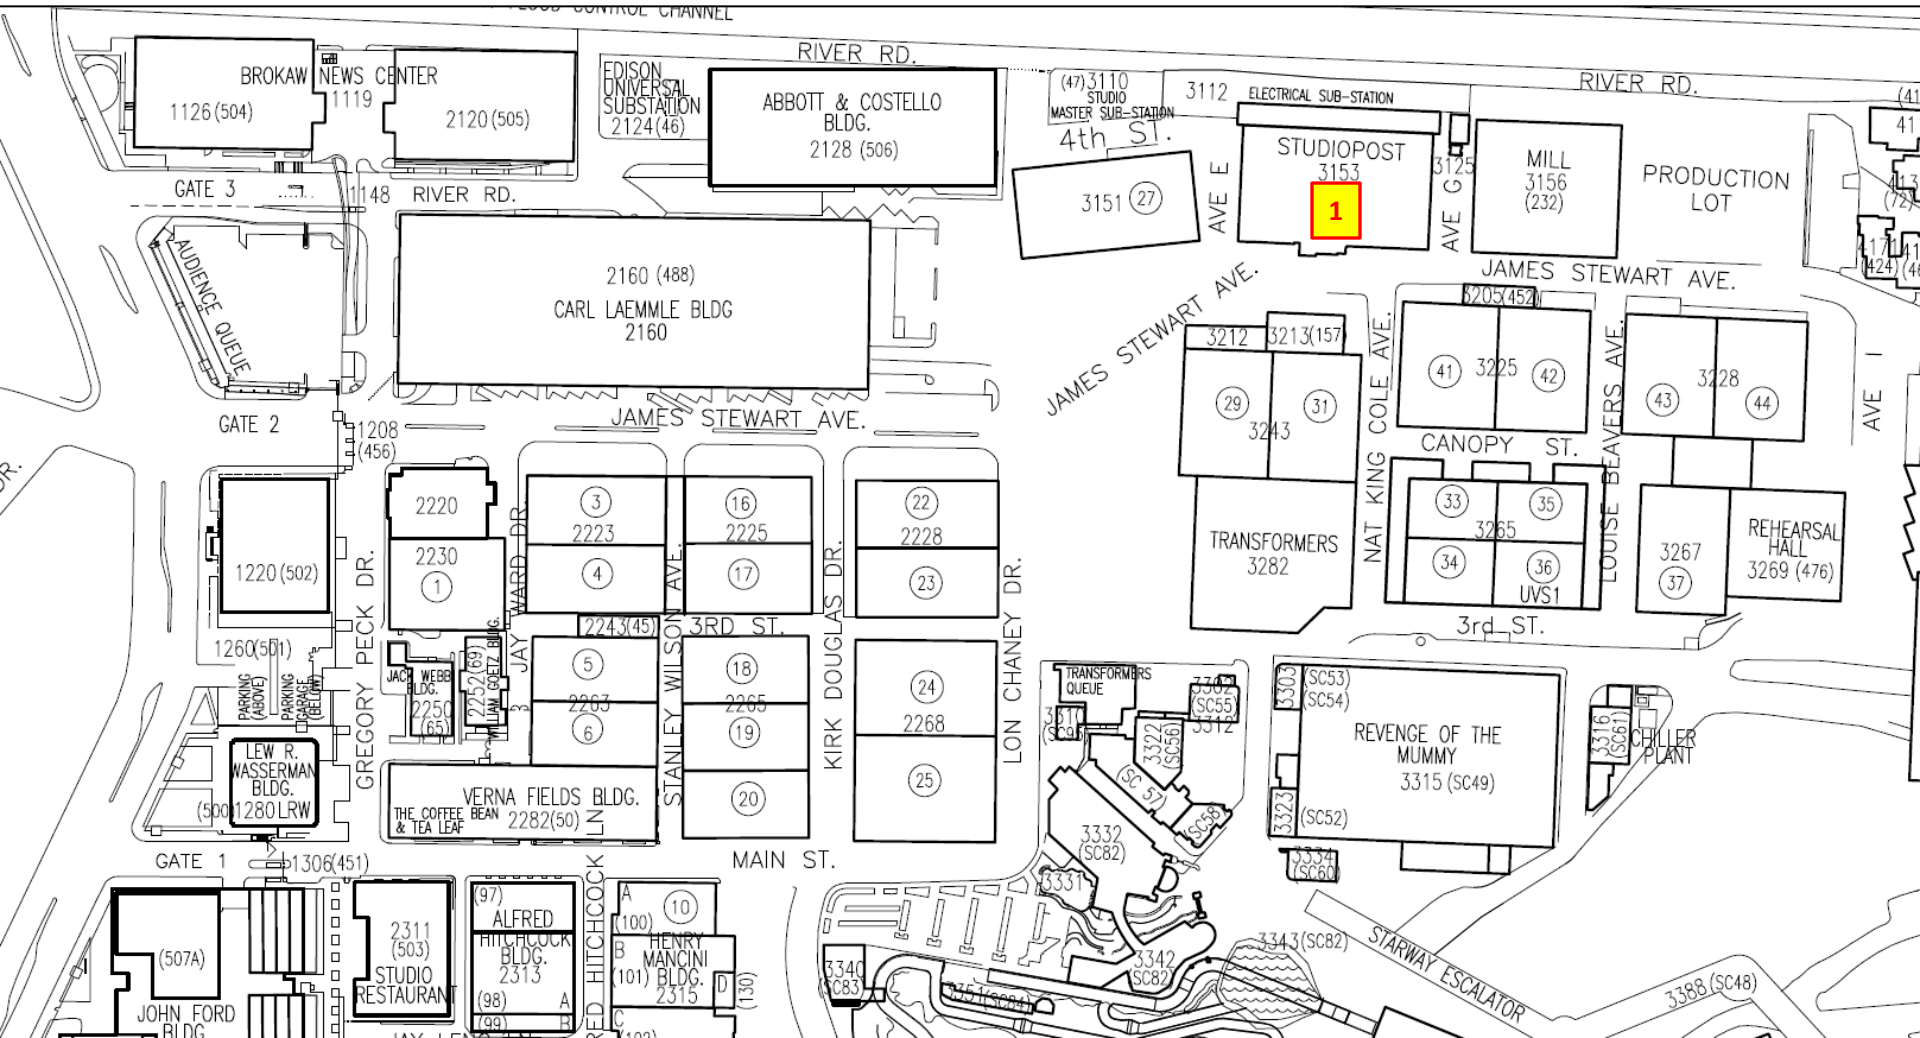 CONTROL CHANNEL
RIVER RD.
RIVER RD.
BROKAW NEWS CENTER
1119
1126 (504)
2120 (505)
EDISON
UNIVERSAL
SUBSTATION
2124 (46)
ABBOTT & COSTELLO
BLDG.
2128 (506)
(47) 3110
STUDIO
MASTER SUB-STATION
3112
ELECTRICAL SUB-STATION
4th ST.
STUDIOPOST
3153
1
3125
MILL
3156
(232)
PRODUCTION
LOT
GATE 3
1148
RIVER RD.
3151 27
AVE E
AVE G
(72)
4171
(424)
AUDIENCE QUEUE
2160 (488)
CARL LAEMMLE BLDG
2160
JAMES STEWART AVE.
JAMES STEWART AVE.
3205(452)
3212
3213(157)
41 3225 42
43 3228 44
29 31
3243
NAT KING COLE AVE.
LOUISE BEAVERS AVE.
AVE I
GATE 2
1208
(456)
JAMES STEWART AVE.
CANOPY ST.
DR.
2220
2230
1
1220 (502)
3
2223
4
16
2225
17
22
2228
23
TRANSFORMERS
3282
33 35
3265
34 36
UVS1
3267
37
REHEARSAL
HALL
3269 (476)
GREGORY PECK DR.
JAY WARD DR.
STANLEY WILSON AVE.
KIRK DOUGLAS DR.
LON CHANEY DR.
2243(45)
3RD ST.
3rd ST.
1260(501)
PARKING
(ABOVE)
PARKING
GARAGE
(BELOW)
JACK WEBB
BLDG.
2250
(65)
2252(69)
WILLIAM GOETZ BLDG.
5
2263
6
18
2265
19
20
24
2268
25
TRANSFORMERS
QUEUE
3302
(SC55)
3312
3310
3322
(SC56)
(SC 57)
(SC58)
3303
(SC53)
(SC54)
REVENGE OF THE
MUMMY
3315 (SC49)
3323
(SC52)
3316
(SC61)
CHILLER
PLANT
LEW R.
WASSERMAN
BLDG.
(500) 1280 LRW
VERNA FIELDS BLDG.
THE COFFEE BEAN
& TEA LEAF
2282(50)
3332
(SC82)
3331
3334
(SC60)
GATE 1
1306(451)
MAIN ST.
(507A)
JOHN FORD
BLDG
2311
(503)
STUDIO
RESTAURANT
(97)
ALFRED
HITCHCOCK
BLDG.
2313
(98) A
(99) B
HITCHCOCK LN
A
(100)
10
B
(101)
HENRY
MANCINI
BLDG.
2315
D
(130)
C
3340
(SC83)
3351(SC84)
3342
(SC82)
3343(SC82)
STARWAY ESCALATOR
3388 (SC48)